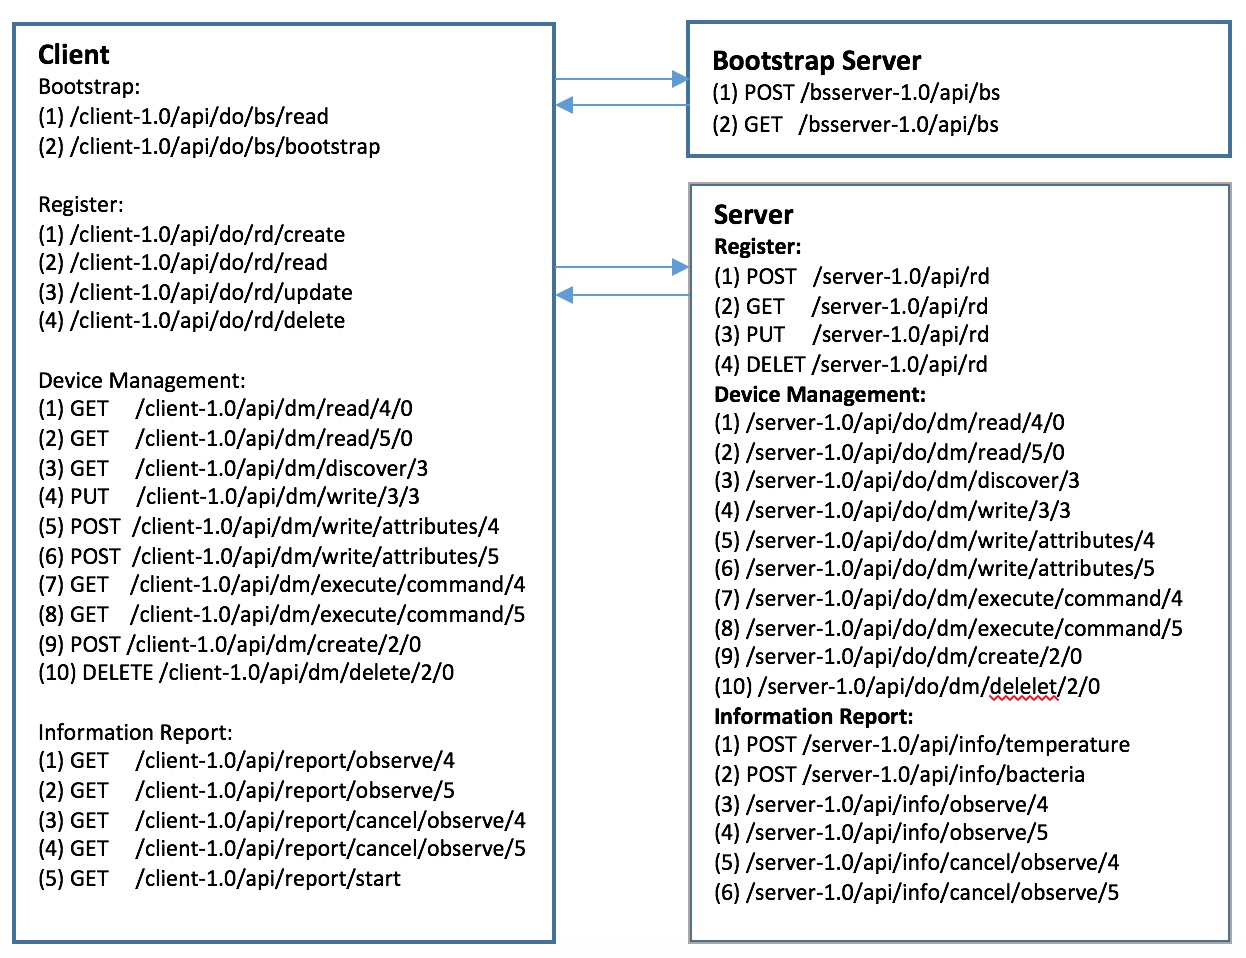 Client
Bootstrap:
(1) /client-1.0/api/do/bs/read
(2) /client-1.0/api/do/bs/bootstrap
Register:
(1) /client-1.0/api/do/rd/create
(2) /client-1.0/api/do/rd/read
(3) /client-1.0/api/do/rd/update
(4) /client-1.0/api/do/rd/delete
Device Management:
(1) GET /client-1.0/api/dm/read/4/0
(2) GET /client-1.0/api/dm/read/5/0
(3) GET /client-1.0/api/dm/discover/3
(4) PUT /client-1.0/api/dm/write/3/3
(5) POST /client-1.0/api/dm/write/attributes/4
(6) POST /client-1.0/api/dm/write/attributes/5
(7) GET /client-1.0/api/dm/execute/command/4
(8) GET /client-1.0/api/dm/execute/command/5
(9) POST /client-1.0/api/dm/create/2/0
(10) DELETE /client-1.0/api/dm/delete/2/0
Information Report:
(1) GET /client-1.0/api/report/observe/4
(2) GET /client-1.0/api/report/observe/5
(3) GET /client-1.0/api/report/cancel/observe/4
(4) GET /client-1.0/api/report/cancel/observe/5
(5) GET /client-1.0/api/report/start
Bootstrap Server
(1) POST /bsserver-1.0/api/bs
(2) GET /bsserver-1.0/api/bs
Server
Register:
(1) POST /server-1.0/api/rd
(2) GET /server-1.0/api/rd
(3) PUT /server-1.0/api/rd
(4) DELET /server-1.0/api/rd
Device Management:
(1) /server-1.0/api/do/dm/read/4/0
(2) /server-1.0/api/do/dm/read/5/0
(3) /server-1.0/api/do/dm/discover/3
(4) /server-1.0/api/do/dm/write/3/3
(5) /server-1.0/api/do/dm/write/attributes/4
(6) /server-1.0/api/do/dm/write/attributes/5
(7) /server-1.0/api/do/dm/execute/command/4
(8) /server-1.0/api/do/dm/execute/command/5
(9) /server-1.0/api/do/dm/create/2/0
(10) /server-1.0/api/do/dm/delelet/2/0
Information Report:
(1) POST /server-1.0/api/info/temperature
(2) POST /server-1.0/api/info/bacteria
(3) /server-1.0/api/info/observe/4
(4) /server-1.0/api/info/observe/5
(5) /server-1.0/api/info/cancel/observe/4
(6) /server-1.0/api/info/cancel/observe/5